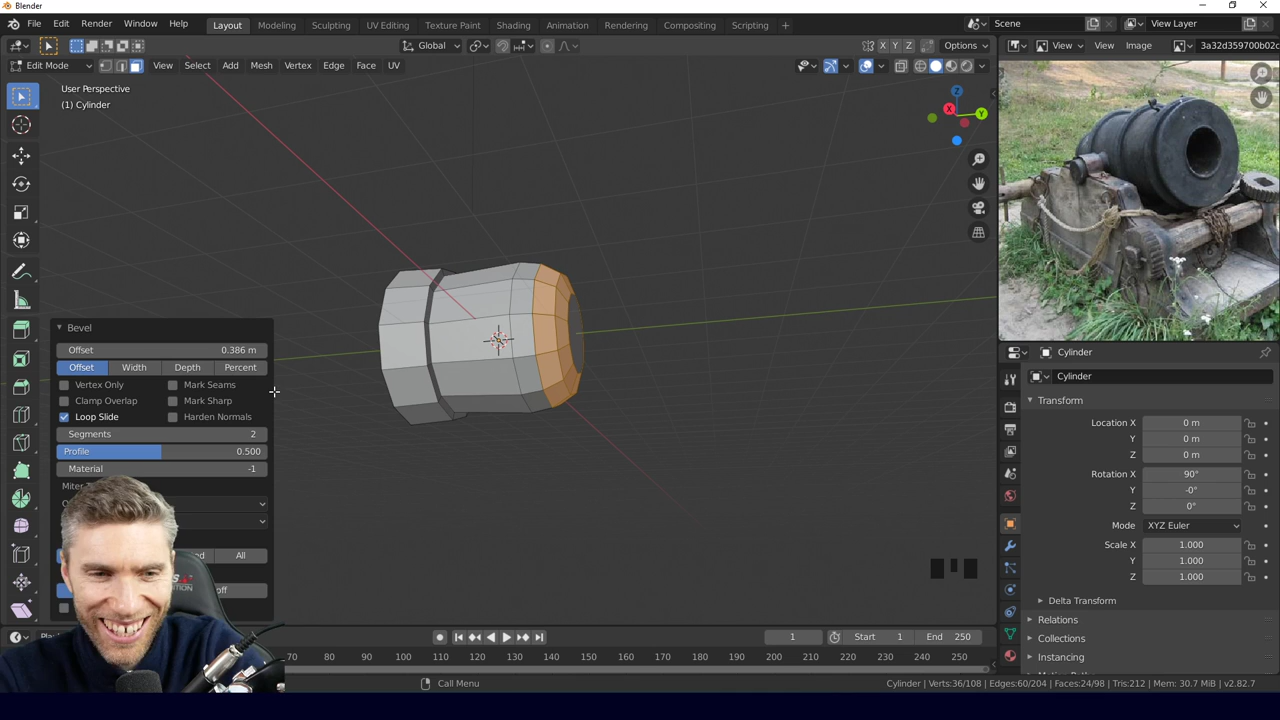 Blender
File Edit Render Window Help Layout Modeling Sculpting UV Editing Texture Paint Shading Animation Rendering Compositing Scripting + Scene View Layer
Global X Y Z Options View View Image 3a32d359700b02c
Edit Mode View Select Add Mesh Vertex Edge Face UV
User Perspective
(1) Cylinder
Z
X Y
Bevel
Offset 0.386 m
Offset Width Depth Percent
Vertex Only Mark Seams
Clamp Overlap Mark Sharp
Loop Slide Harden Normals
Segments 2
Profile 0.500
Material -1
All
Cylinder
Cylinder
Transform
Location X 0 m
Y 0 m
Z 0 m
Rotation X 90°
Y -0°
Z 0°
Mode XYZ Euler
Scale X 1.000
Y 1.000
Z 1.000
Delta Transform
Relations
Collections
Instancing
1 Start 1 End 250
70 80 90 100 110 120 130 140 150 160 170 180 190 200 210 220 230 240 250
Call Menu Cylinder | Verts:36/108 | Edges:60/204 | Faces:24/98 | Tris:212 | Mem: 30.7 MiB | v2.82.7